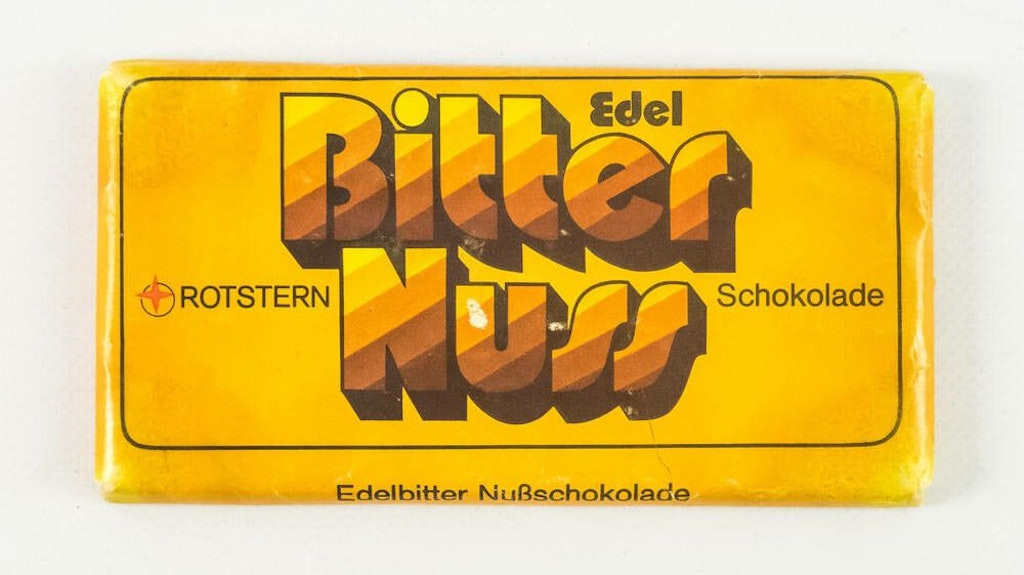 Edel
Bitter
Nuss
ROTSTERN
Schokolade
Edelbitter Nußschokolade